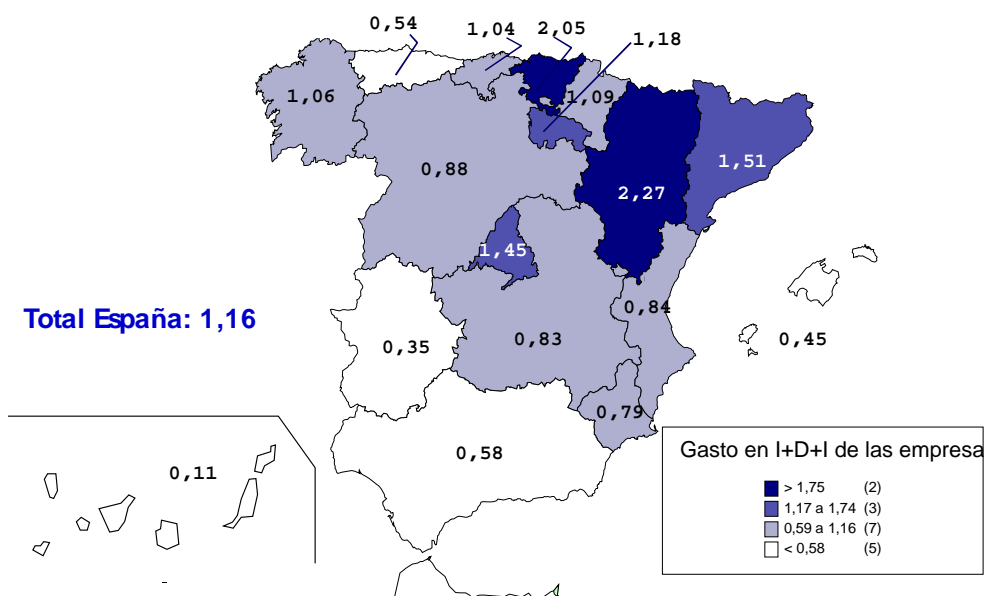 0,54
1,04
2,05
1,18
1,06
1,09
0,88
1,51
2,27
1,45
Total España: 1,16
0,84
0,35
0,83
0,45
0,79
0,58
0,11
Gasto en I+D+I de las empresa
> 1,75 (2)
1,17 a 1,74 (3)
0,59 a 1,16 (7)
< 0,58 (5)